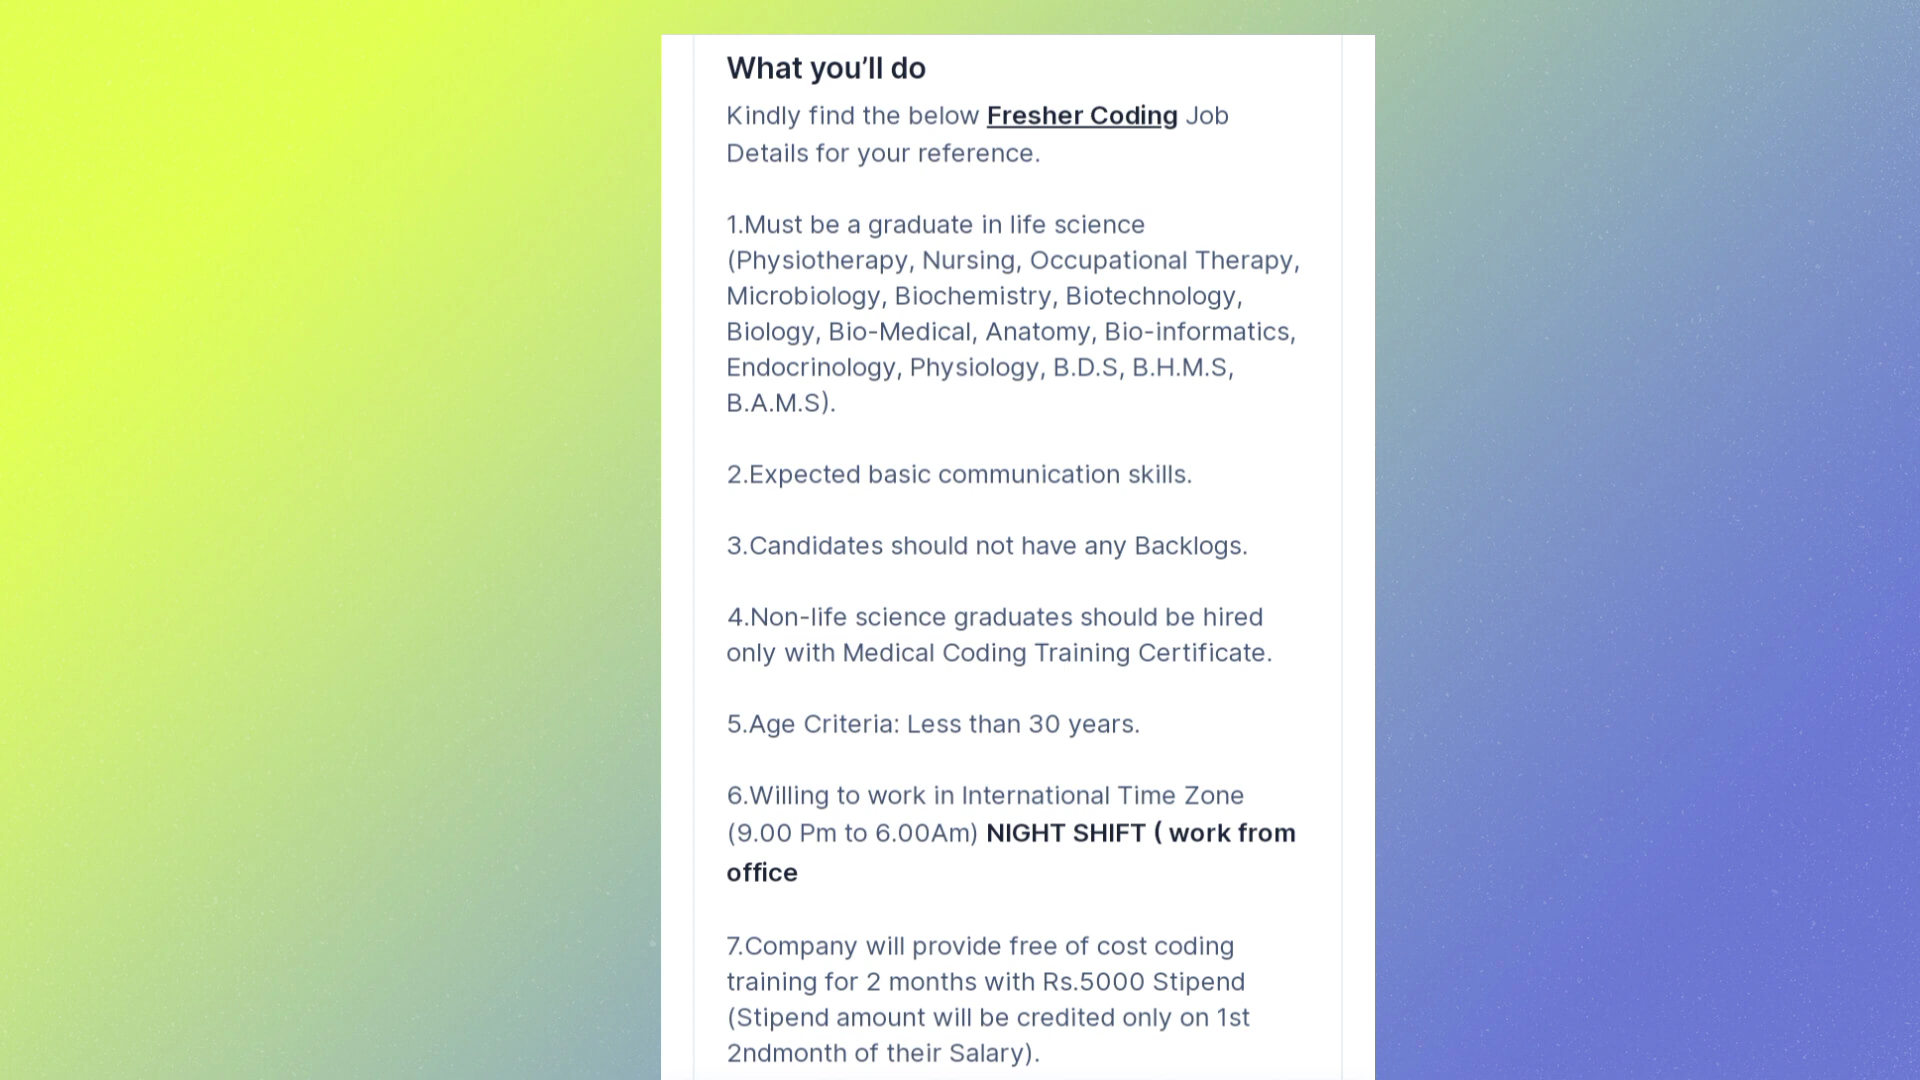 What you’ll do
Kindly find the below Fresher Coding Job
Details for your reference.
1.Must be a graduate in life science
(Physiotherapy, Nursing, Occupational Therapy,
Microbiology, Biochemistry, Biotechnology,
Biology, Bio-Medical, Anatomy, Bio-informatics,
Endocrinology, Physiology, B.D.S, B.H.M.S,
B.A.M.S).
2.Expected basic communication skills.
3.Candidates should not have any Backlogs.
4.Non-life science graduates should be hired
only with Medical Coding Training Certificate.
5.Age Criteria: Less than 30 years.
6.Willing to work in International Time Zone
(9.00 Pm to 6.00Am) NIGHT SHIFT ( work from
office
7.Company will provide free of cost coding
training for 2 months with Rs.5000 Stipend
(Stipend amount will be credited only on 1st
2ndmonth of their Salary).